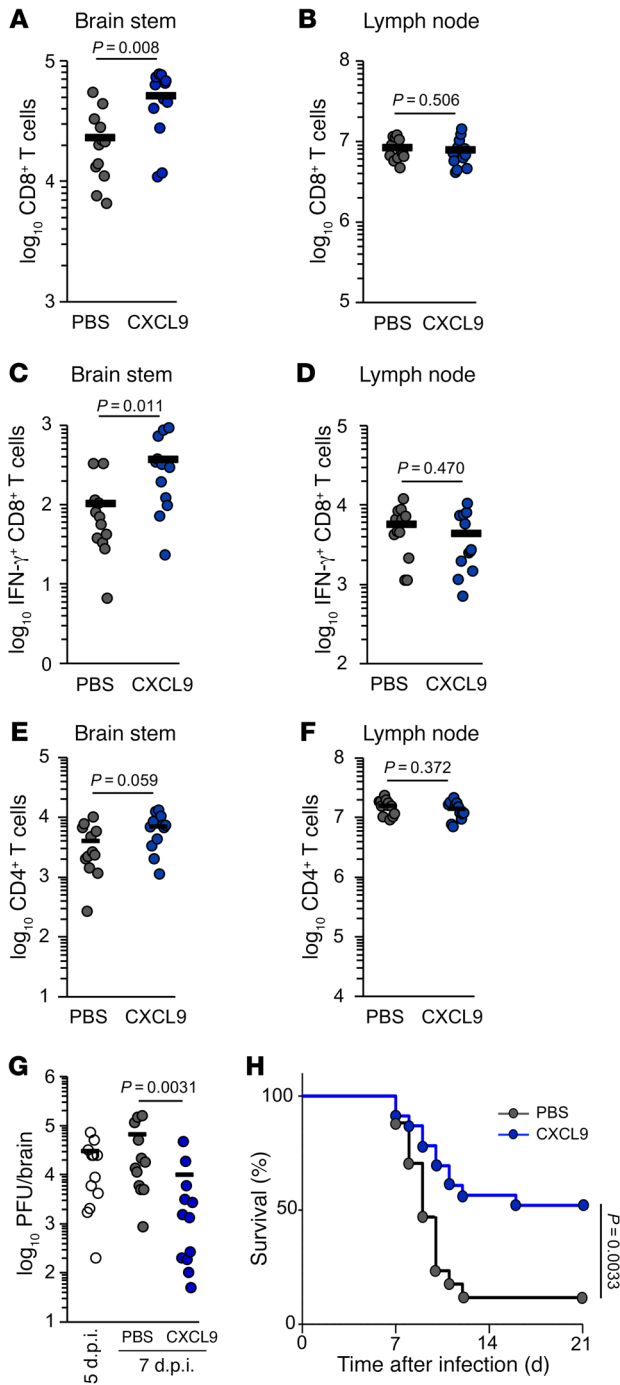 A Brain stem
P = 0.008
log10 CD8+ T cells
5
4
3
PBS CXCL9
B Lymph node
P = 0.506
log10 CD8+ T cells
8
7
6
5
PBS CXCL9
C Brain stem
P = 0.011
log10 IFN-γ+ CD8+ T cells
3
2
1
0
PBS CXCL9
D Lymph node
P = 0.470
log10 IFN-γ+ CD8+ T cells
5
4
3
2
PBS CXCL9
E Brain stem
P = 0.059
log10 CD4+ T cells
5
4
3
2
1
PBS CXCL9
F Lymph node
P = 0.372
log10 CD4+ T cells
8
7
6
5
4
PBS CXCL9
G
P = 0.0031
log10 PFU/brain
6
5
4
3
2
1
5 d.p.i.
PBS CXCL9
7 d.p.i.
H
PBS
CXCL9
Survival (%)
100
50
0
P = 0.0033
0 7 14 21
Time after infection (d)